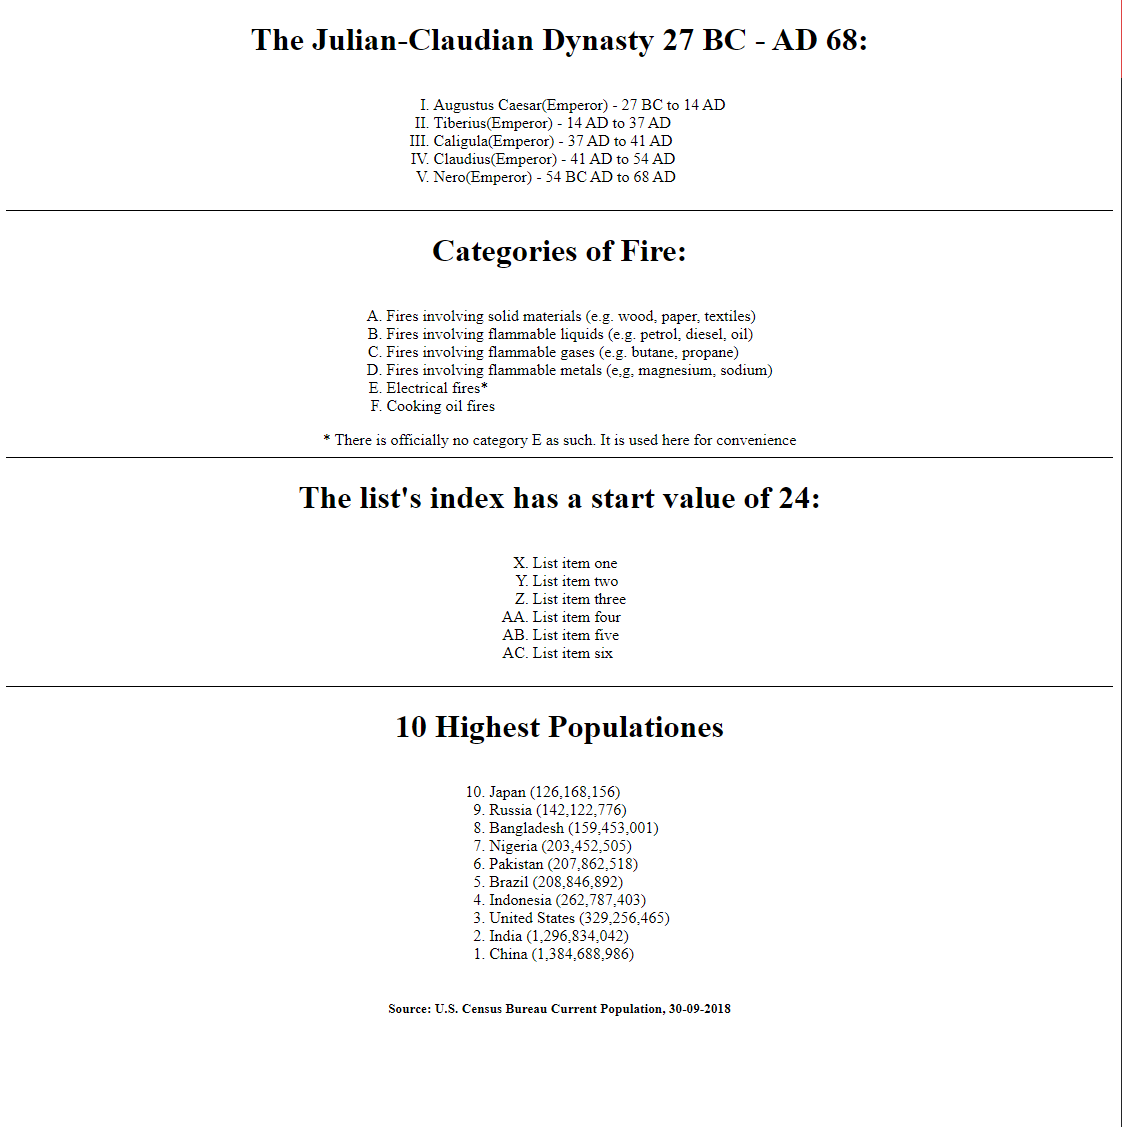 The Julian-Claudian Dynasty 27 BC - AD 68:
I. Augustus Caesar(Emperor) - 27 BC to 14 AD
II. Tiberius(Emperor) - 14 AD to 37 AD
III. Caligula(Emperor) - 37 AD to 41 AD
IV. Claudius(Emperor) - 41 AD to 54 AD
V. Nero(Emperor) - 54 BC AD to 68 AD
Categories of Fire:
A. Fires involving solid materials (e.g. wood, paper, textiles)
B. Fires involving flammable liquids (e.g. petrol, diesel, oil)
C. Fires involving flammable gases (e.g. butane, propane)
D. Fires involving flammable metals (e,g, magnesium, sodium)
E. Electrical fires*
F. Cooking oil fires
* There is officially no category E as such. It is used here for convenience
The list's index has a start value of 24:
X. List item one
Y. List item two
Z. List item three
AA. List item four
AB. List item five
AC. List item six
10 Highest Populationes
10. Japan (126,168,156)
9. Russia (142,122,776)
8. Bangladesh (159,453,001)
7. Nigeria (203,452,505)
6. Pakistan (207,862,518)
5. Brazil (208,846,892)
4. Indonesia (262,787,403)
3. United States (329,256,465)
2. India (1,296,834,042)
1. China (1,384,688,986)
Source: U.S. Census Bureau Current Population, 30-09-2018